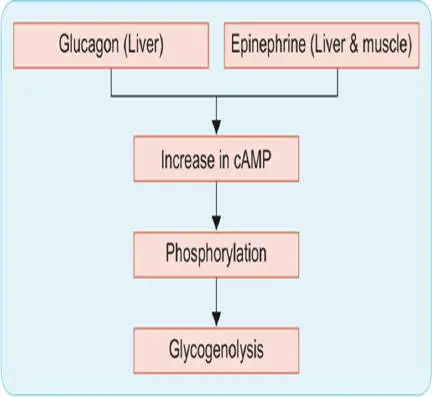 Glucagon (Liver)
Epinephrine (Liver & muscle)
Increase in cAMP
Phosphorylation
Glycogenolysis